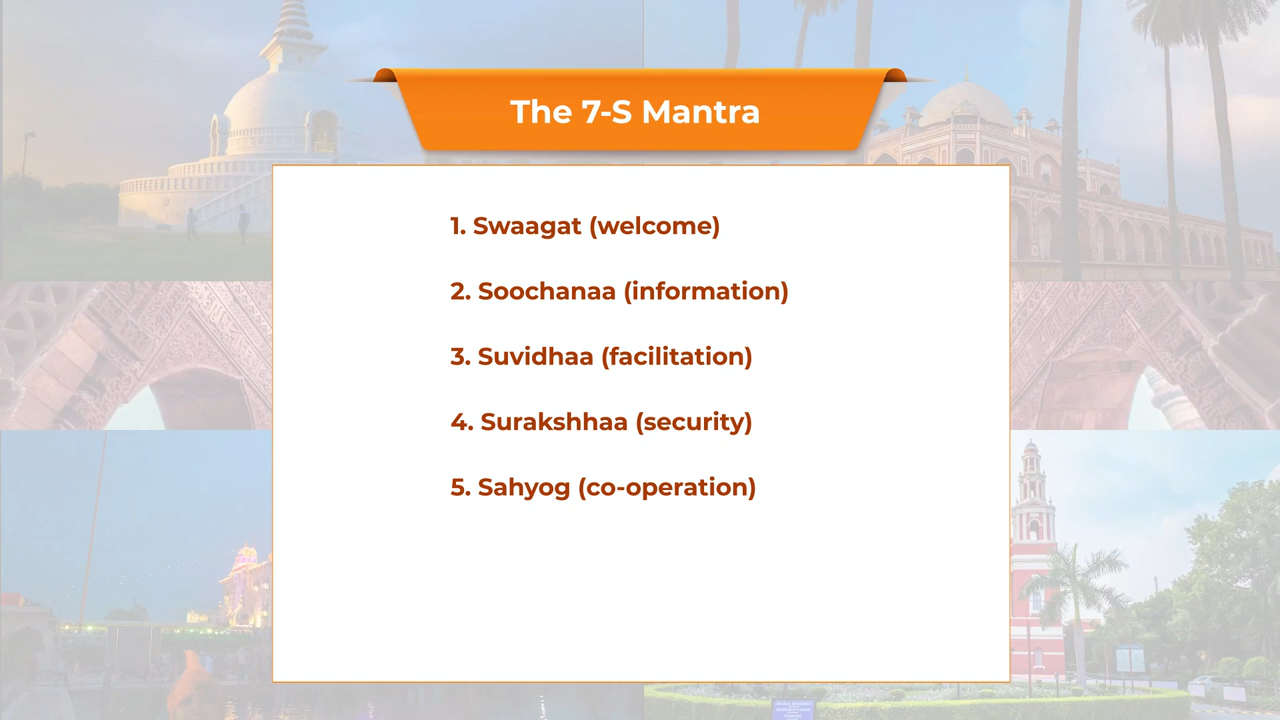 The 7-S Mantra
1. Swaagat (welcome)
2. Soochanaa (information)
3. Suvidhaa (facilitation)
4. Surakshhaa (security)
5. Sahyog (co-operation)